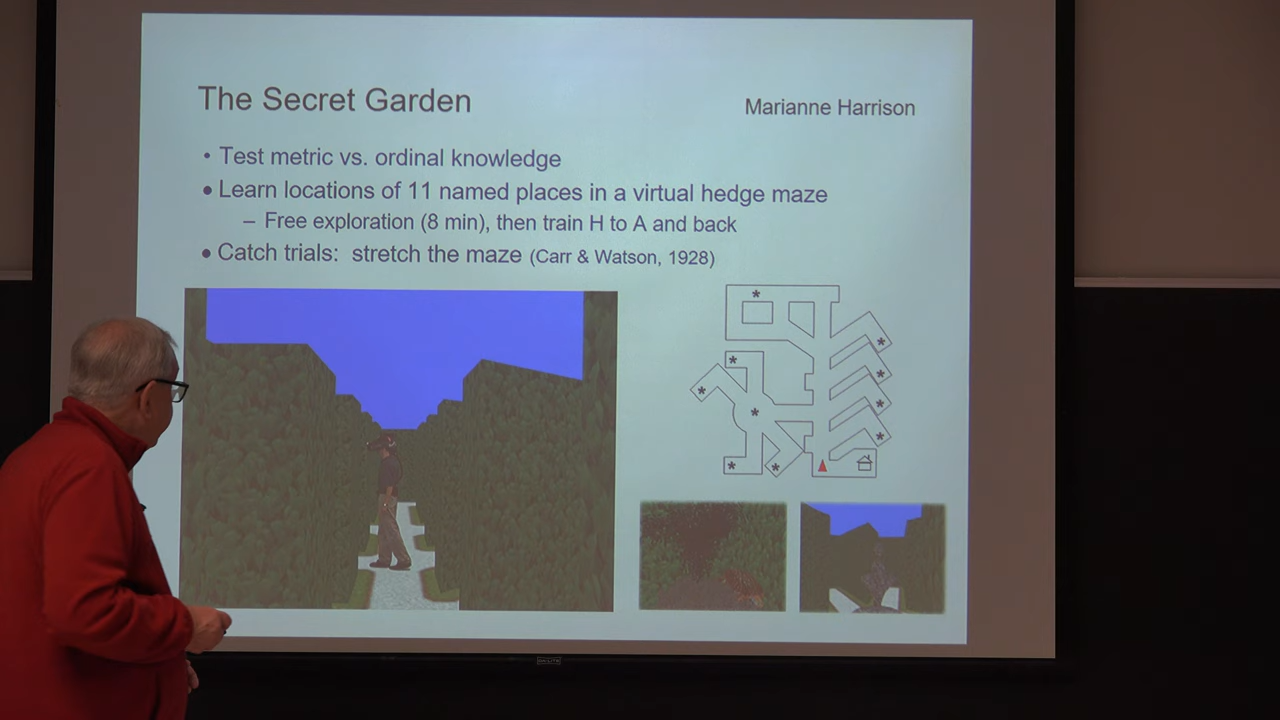 The Secret Garden
Marianne Harrison
• Test metric vs. ordinal knowledge
• Learn locations of 11 named places in a virtual hedge maze
– Free exploration (8 min), then train H to A and back
• Catch trials: stretch the maze (Carr & Watson, 1928)